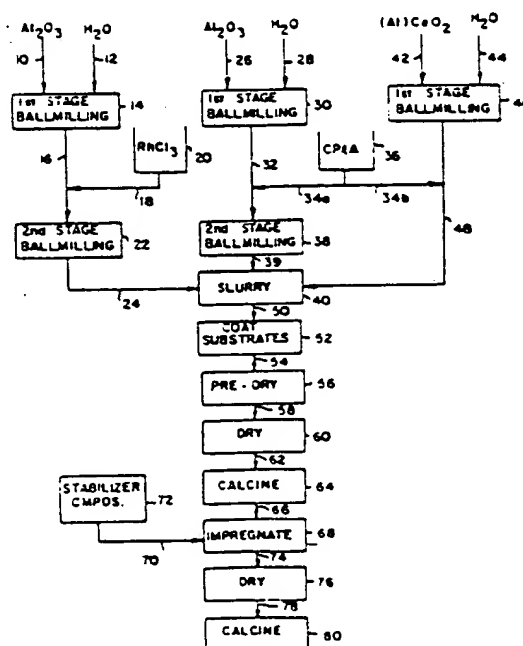 Al2O3 H2O Al2O3 H2O (Al)CeO2 H2O
10 12 26 28 42 44
1st STAGE BALLMILLING 14
1st STAGE BALLMILLING 30
1st STAGE BALLMILLING
16 RhCl3 20 32 CPtA 36
18 34a 34b
2nd STAGE BALLMILLING 22
2nd STAGE BALLMILLING 38
48
39
24 SLURRY 40
50
COAT SUBSTRATES 52
54
PRE-DRY 56
58
DRY 60
62
STABILIZER CMPOS. 72
CALCINE 64
66
70 IMPREGNATE 68
74
DRY 76
78
CALCINE 80